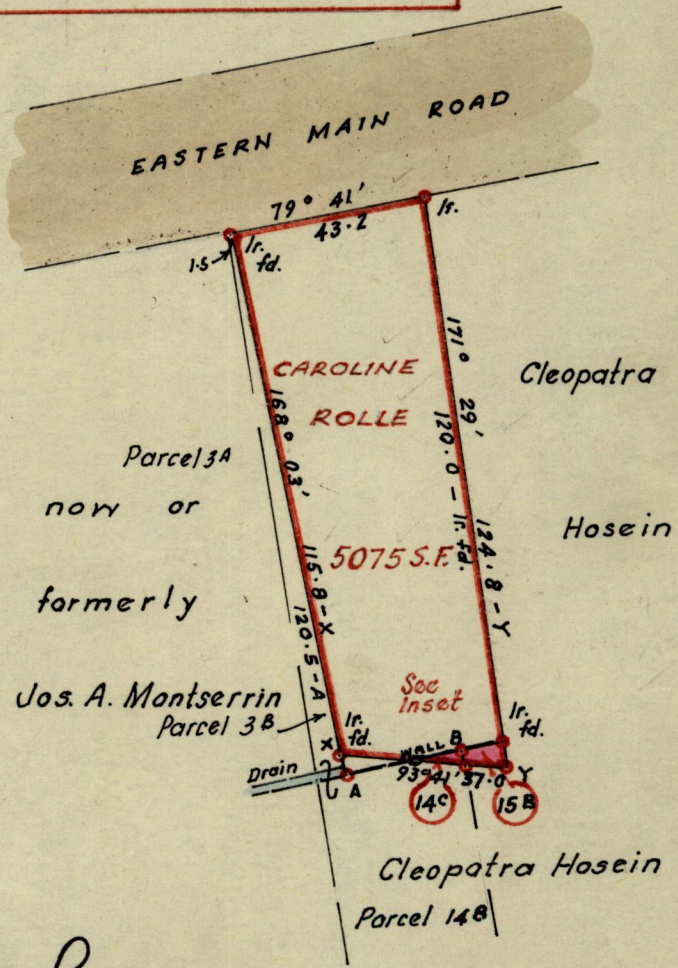 EASTERN MAIN ROAD
79° 41'
43.2
Ir.
Ir.
fd.
1.5
CAROLINE
ROLLE
171° 29'
120.0 - Ir. fd.
124.8 - Y
168° 03'
115.8 - X
120.5 - A
Cleopatra
Hosein
Parcel 3A
now or
formerly
5075 S.F.
Jos. A. Montserrin
Parcel 3B
See
Inset
Ir.
fd.
Ir.
fd.
X
WALL
B
Drain
A
93° 41'
37.0
Y
14C
15B
Cleopatra Hosein
Parcel 14B